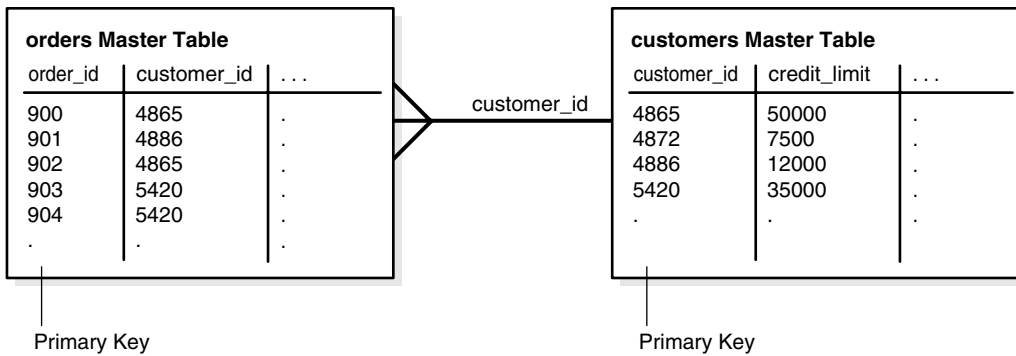 orders Master Table
order_id customer_id . . .
900 4865 .
901 4886 .
902 4865 .
903 5420 .
904 5420 .
. . .
Primary Key
customer_id
customers Master Table
customer_id credit_limit . . .
4865 50000 .
4872 7500 .
4886 12000 .
5420 35000 .
. . .
Primary Key